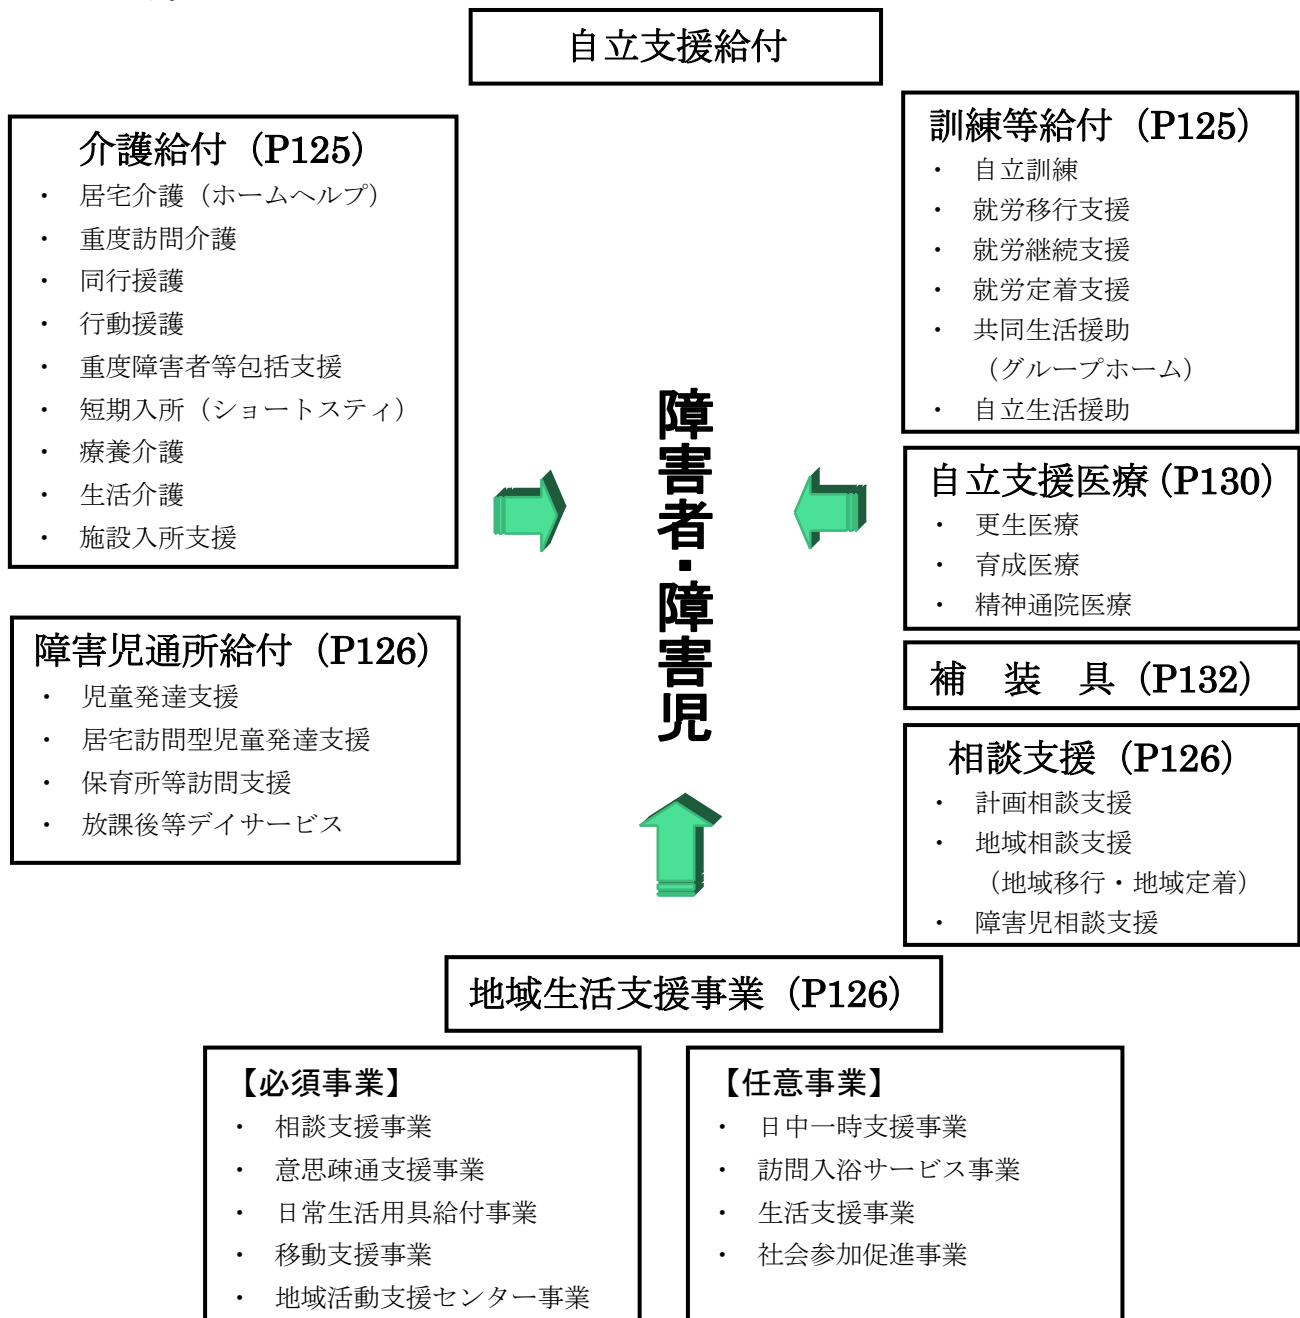 自立支援給付
介護給付（P125）
・ 居宅介護（ホームヘルプ）
・ 重度訪問介護
・ 同行援護
・ 行動援護
・ 重度障害者等包括支援
・ 短期入所（ショートスティ）
・ 療養介護
・ 生活介護
・ 施設入所支援
障害児通所給付（P126）
・ 児童発達支援
・ 居宅訪問型児童発達支援
・ 保育所等訪問支援
・ 放課後等デイサービス
障害者・障害児
訓練等給付（P125）
・ 自立訓練
・ 就労移行支援
・ 就労継続支援
・ 就労定着支援
・ 共同生活援助
（グループホーム）
・ 自立生活援助
自立支援医療（P130）
・ 更生医療
・ 育成医療
・ 精神通院医療
補　装　具（P132）
相談支援（P126）
・ 計画相談支援
・ 地域相談支援
（地域移行・地域定着）
・ 障害児相談支援
地域生活支援事業（P126）
【必須事業】
・ 相談支援事業
・ 意思疎通支援事業
・ 日常生活用具給付事業
・ 移動支援事業
・ 地域活動支援センター事業
【任意事業】
・ 日中一時支援事業
・ 訪問入浴サービス事業
・ 生活支援事業
・ 社会参加促進事業